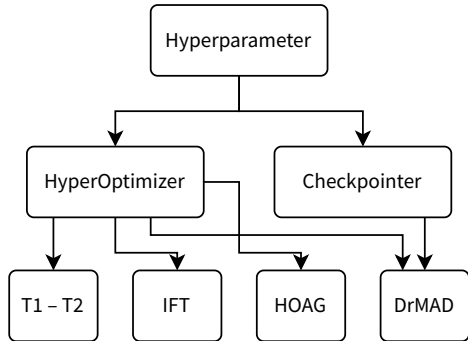 Hyperparameter
HyperOptimizer
Checkpointer
T1 – T2
IFT
HOAG
DrMAD